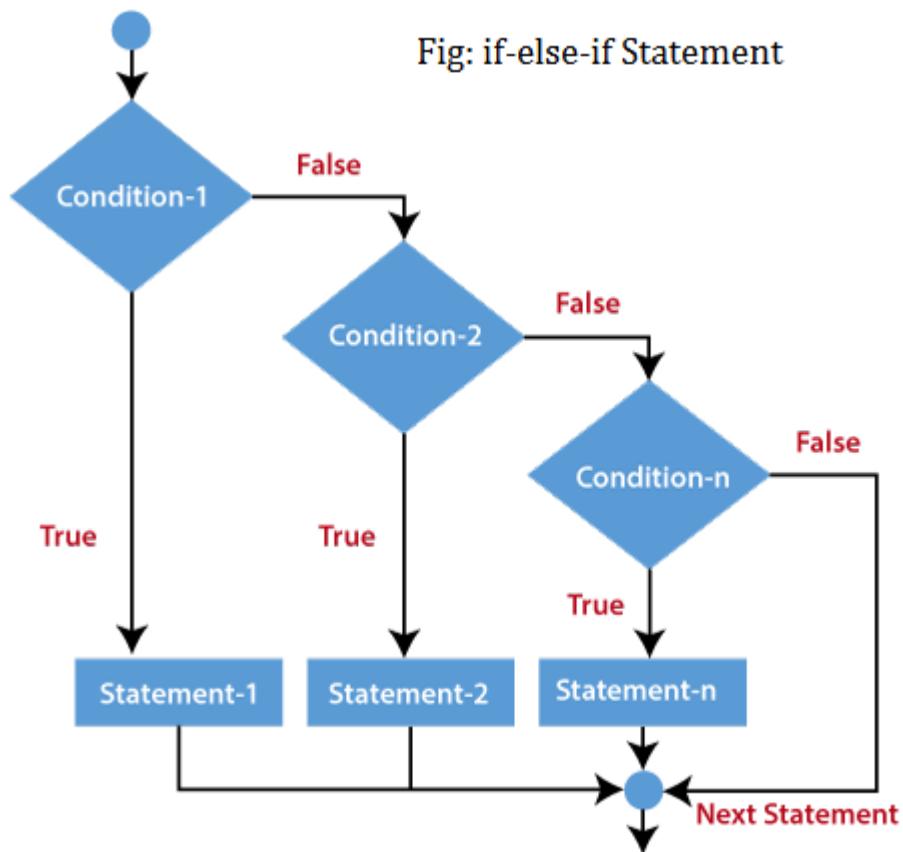 Fig: if-else-if Statement
False
Condition-1
False
Condition-2
False
Condition-n
True
True
True
Statement-1
Statement-2
Statement-n
Next Statement